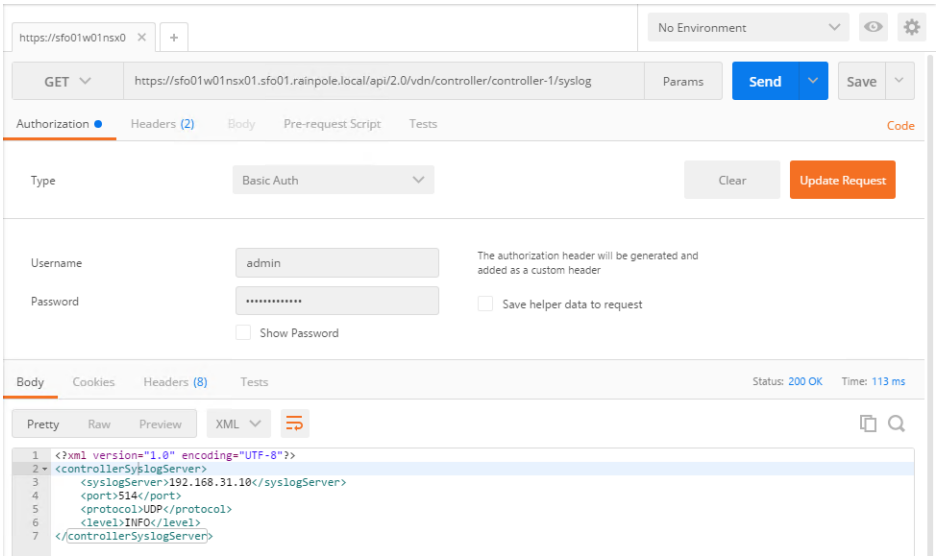 https://sfo01w01nsx0 × +
No Environment
GET https://sfo01w01nsx01.sfo01.rainpole.local/api/2.0/vdn/controller/controller-1/syslog Params Send Save
Authorization Headers (2) Body Pre-request Script Tests Code
Type Basic Auth Clear Update Request
Username admin
The authorization header will be generated and
added as a custom header
Password •••••••••••••
Save helper data to request
Show Password
Body Cookies Headers (8) Tests Status: 200 OK Time: 113 ms
Pretty Raw Preview XML
1 <?xml version="1.0" encoding="UTF-8"?>
2 <controllerSyslogServer>
3 <syslogServer>192.168.31.10</syslogServer>
4 <port>514</port>
5 <protocol>UDP</protocol>
6 <level>INFO</level>
7 </controllerSyslogServer>